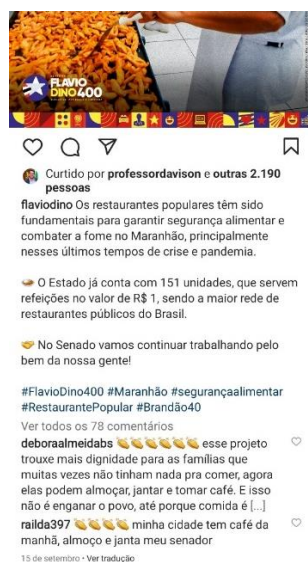 FLAVIO
DINO400
Curtido por professordavison e outras 2.190
pessoas
flaviodino Os restaurantes populares têm sido
fundamentais para garantir segurança alimentar e
combater a fome no Maranhão, principalmente
nesses últimos tempos de crise e pandemia.
🍛 O Estado já conta com 151 unidades, que servem
refeições no valor de R$ 1, sendo a maior rede de
restaurantes públicos do Brasil.
🤝 No Senado vamos continuar trabalhando pelo
bem da nossa gente!
#FlavioDino400 #Maranhão #segurançaalimentar
#RestaurantePopular #Brandão40
Ver todos os 78 comentários
deboraalmeidabs 👏👏👏👏👏👏 esse projeto
trouxe mais dignidade para as famílias que
muitas vezes não tinham nada pra comer, agora
elas podem almoçar, jantar e tomar café. E isso
não é enganar o povo, até porque comida é [...]
railda397 👏👏👏👏 minha cidade tem café da
manhã, almoço e janta meu senador
15 de setembro • Ver tradução